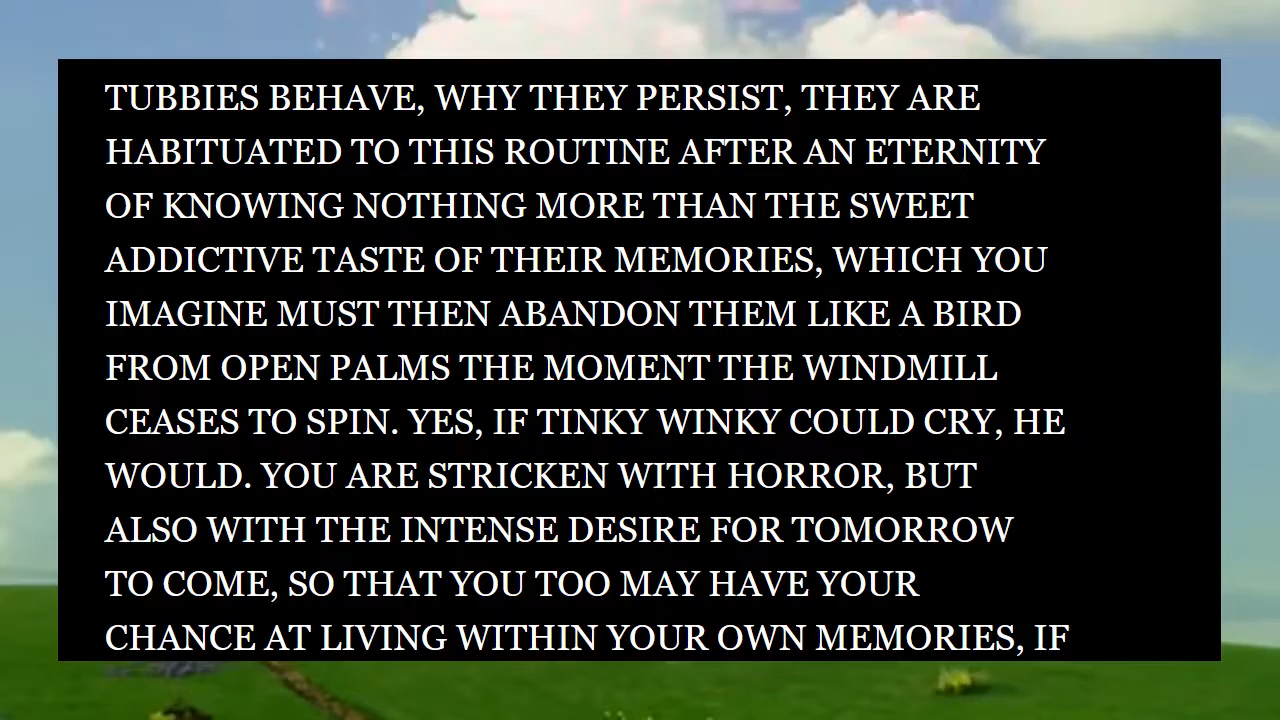 TUBBIES BEHAVE, WHY THEY PERSIST, THEY ARE
HABITUATED TO THIS ROUTINE AFTER AN ETERNITY
OF KNOWING NOTHING MORE THAN THE SWEET
ADDICTIVE TASTE OF THEIR MEMORIES, WHICH YOU
IMAGINE MUST THEN ABANDON THEM LIKE A BIRD
FROM OPEN PALMS THE MOMENT THE WINDMILL
CEASES TO SPIN. YES, IF TINKY WINKY COULD CRY, HE
WOULD. YOU ARE STRICKEN WITH HORROR, BUT
ALSO WITH THE INTENSE DESIRE FOR TOMORROW
TO COME, SO THAT YOU TOO MAY HAVE YOUR
CHANCE AT LIVING WITHIN YOUR OWN MEMORIES, IF